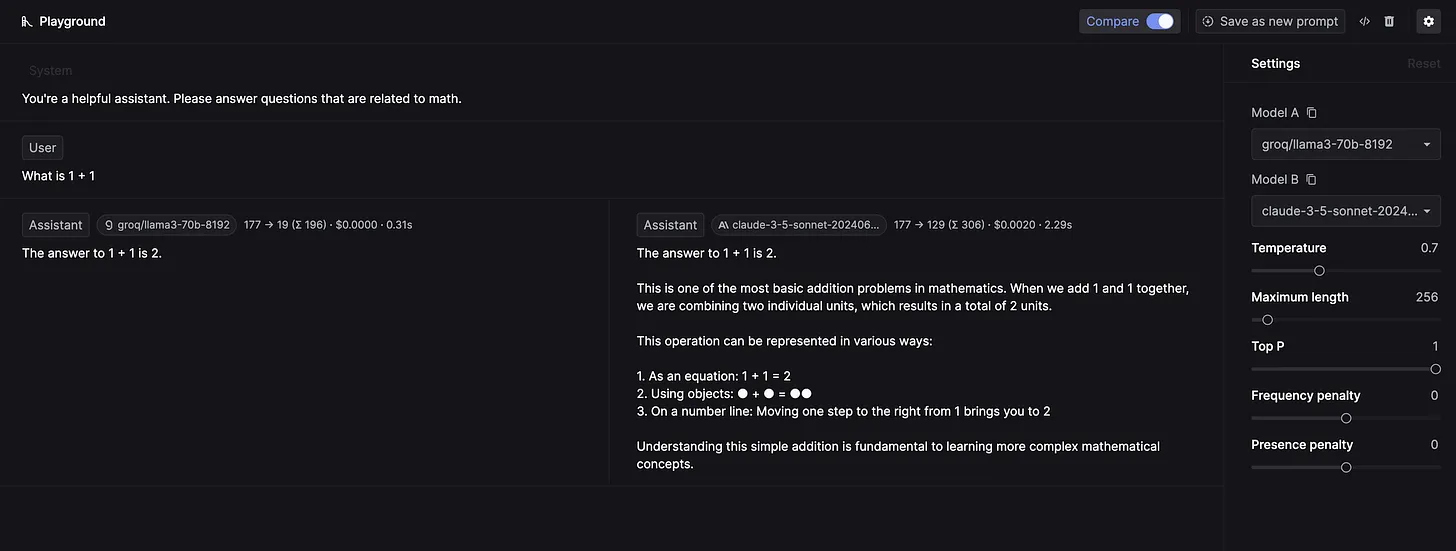 Playground
Compare
Save as new prompt
System
You're a helpful assistant. Please answer questions that are related to math.
User
What is 1 + 1
Assistant groq/llama3-70b-8192 177 → 19 (Σ 196) · $0.0000 · 0.31s
The answer to 1 + 1 is 2.
Assistant claude-3-5-sonnet-202406... 177 → 129 (Σ 306) · $0.0020 · 2.29s
The answer to 1 + 1 is 2.
This is one of the most basic addition problems in mathematics. When we add 1 and 1 together,
we are combining two individual units, which results in a total of 2 units.
This operation can be represented in various ways:
1. As an equation: 1 + 1 = 2
2. Using objects: ● + ● = ●●
3. On a number line: Moving one step to the right from 1 brings you to 2
Understanding this simple addition is fundamental to learning more complex mathematical
concepts.
Settings Reset
Model A
groq/llama3-70b-8192
Model B
claude-3-5-sonnet-2024...
Temperature 0.7
Maximum length 256
Top P 1
Frequency penalty 0
Presence penalty 0